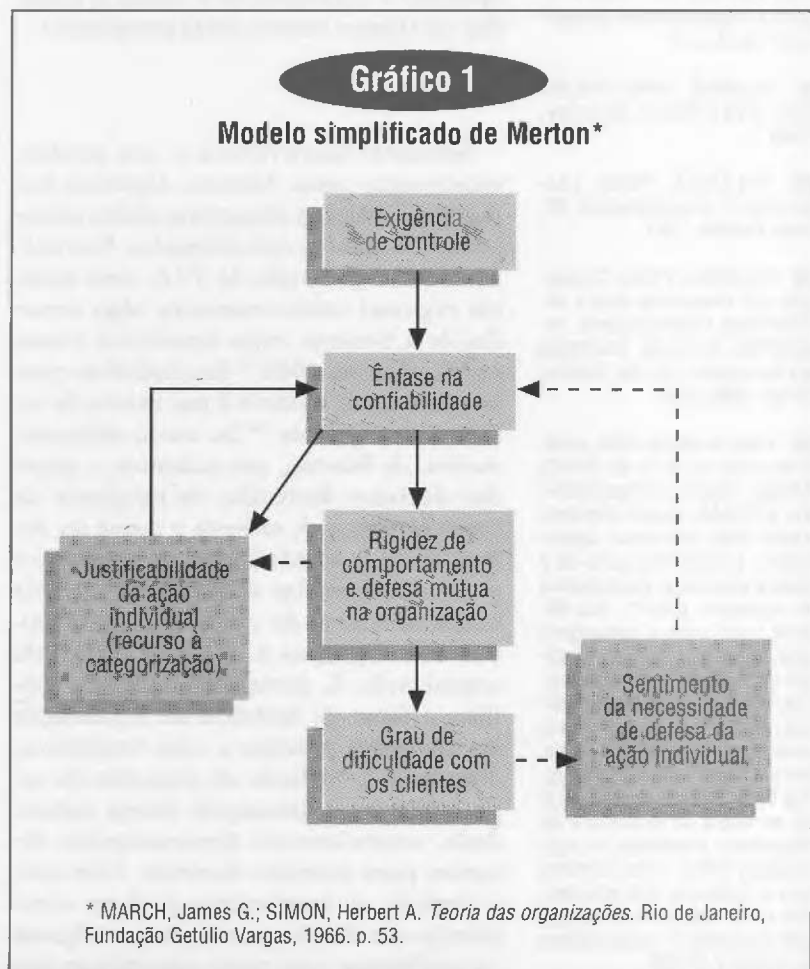 Gráfico 1
Modelo simplificado de Merton*
Exigência
de controle
Ênfase na
confiabilidade
Justificabilidade
da ação
individual
(recurso à
categorização)
Rigidez de
comportamento
e defesa mútua
na organização
Grau de
dificuldade com
os clientes
Sentimento
da necessidade
de defesa da
ação individual
* MARCH, James G.; SIMON, Herbert A. Teoria das organizações. Rio de Janeiro,
Fundação Getúlio Vargas, 1966. p. 53.